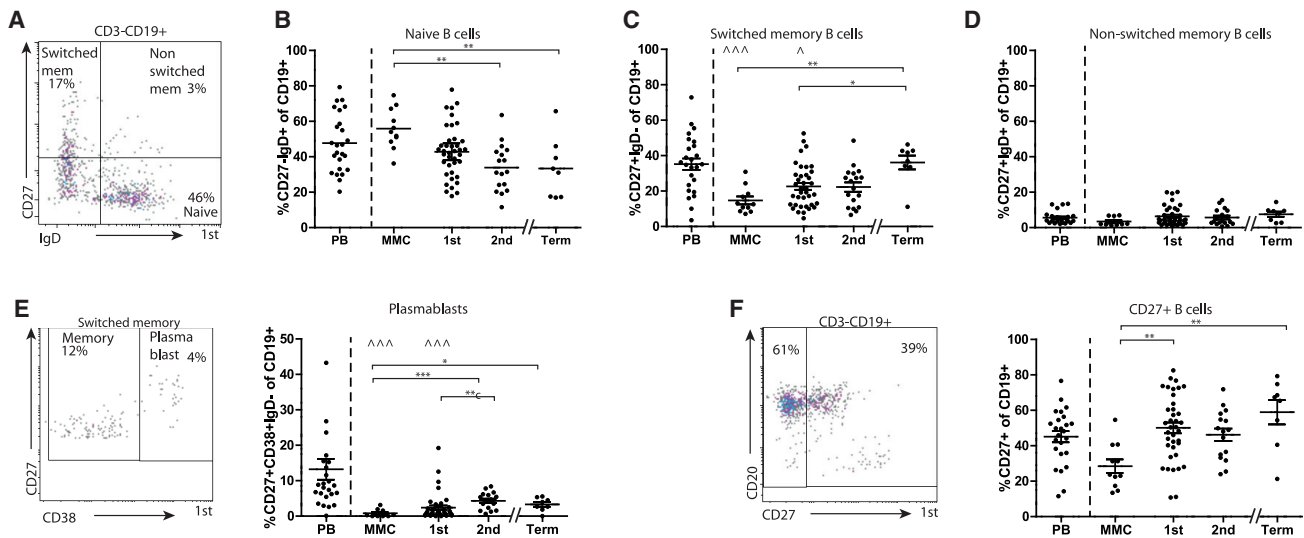 A
CD3-CD19+
Switched
mem
17%
Non
switched
mem 3%
46%
Naive
CD27
IgD
1st
B
Naive B cells
%CD27-IgD+ of CD19+
100
80
60
40
20
0
**
**
PB
MMC
1st
2nd
Term
C
Switched memory B cells
%CD27+IgD- of CD19+
100
80
60
40
20
0
^^^
^
**
*
PB
MMC
1st
2nd
Term
D
Non-switched memory B cells
%CD27+IgD+ of CD19+
100
80
60
40
20
0
PB
MMC
1st
2nd
Term
E
Switched memory
Memory
12%
Plasma
blast 4%
CD27
CD38
1st
Plasmablasts
%CD27+CD38+IgD- of CD19+
50
40
30
20
10
0
^^^
^^^
*
***
**c
PB
MMC
1st
2nd
Term
F
CD3-CD19+
61%
39%
CD20
CD27
1st
CD27+ B cells
%CD27+ of CD19+
100
80
60
40
20
0
**
**
PB
MMC
1st
2nd
Term